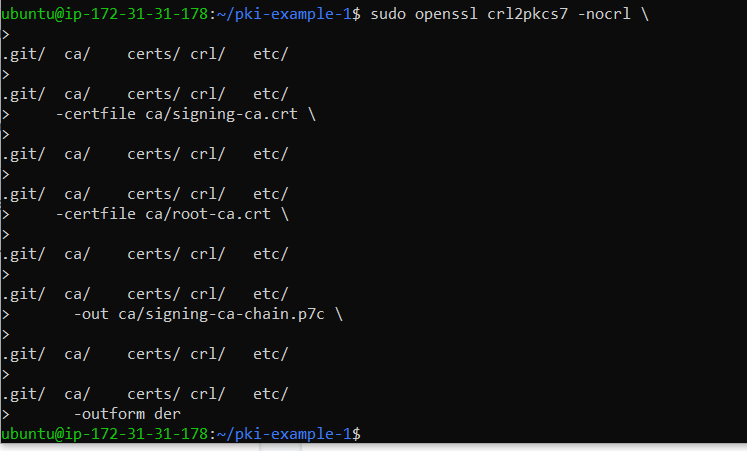 ubuntu@ip-172-31-31-178:~/pki-example-1$ sudo openssl crl2pkcs7 -nocrl \
>
.git/  ca/    certs/ crl/   etc/
>
.git/  ca/    certs/ crl/   etc/
>     -certfile ca/signing-ca.crt \
>
.git/  ca/    certs/ crl/   etc/
>
.git/  ca/    certs/ crl/   etc/
>     -certfile ca/root-ca.crt \
>
.git/  ca/    certs/ crl/   etc/
>
.git/  ca/    certs/ crl/   etc/
>       -out ca/signing-ca-chain.p7c \
>
.git/  ca/    certs/ crl/   etc/
>
.git/  ca/    certs/ crl/   etc/
>       -outform der
ubuntu@ip-172-31-31-178:~/pki-example-1$